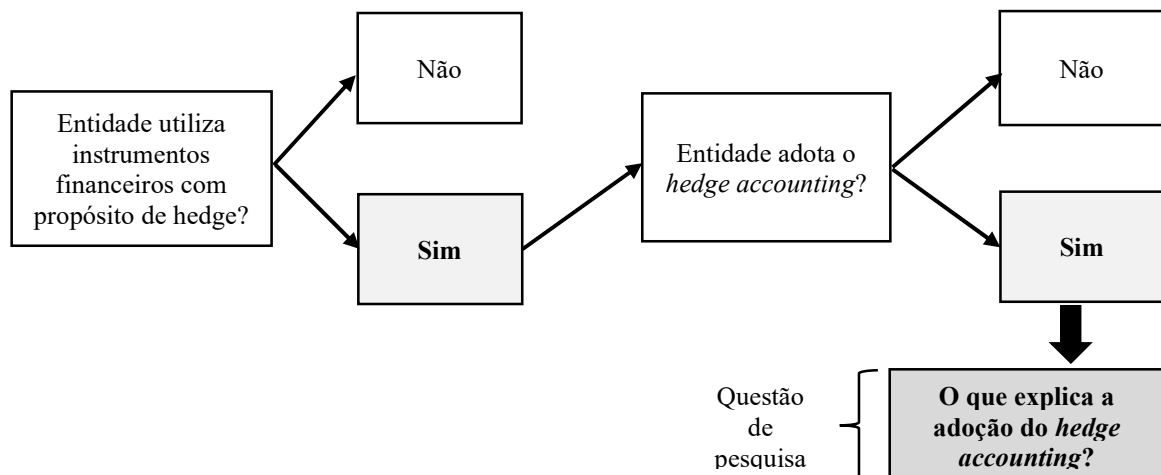 Entidade utiliza
instrumentos
financeiros com
propósito de hedge?
Não
Sim
Entidade adota o
hedge accounting?
Não
Sim
Questão
de
pesquisa
O que explica a
adoção do hedge
accounting?